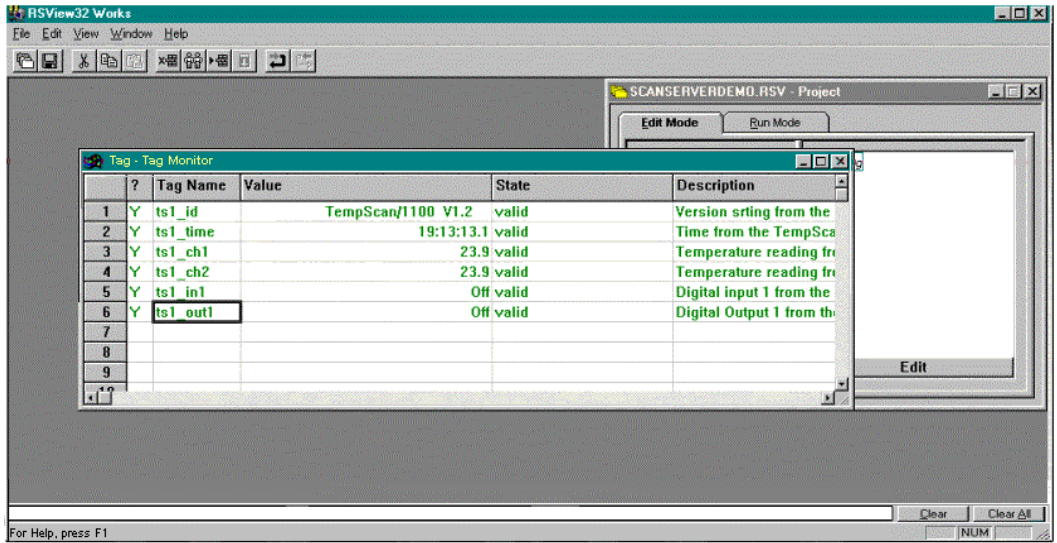 RSView32 Works
File Edit View Window Help
SCANSERVERDEMO.RSV - Project
Edit Mode Run Mode
Tag - Tag Monitor
? Tag Name Value State Description
1 Y ts1_id TempScan/1100 V1.2 valid Version srting from the
2 Y ts1_time 19:13:13.1 valid Time from the TempSca
3 Y ts1_ch1 23.9 valid Temperature reading fr
4 Y ts1_ch2 23.9 valid Temperature reading fr
5 Y ts1_in1 Off valid Digital input 1 from the
6 Y ts1_out1 Off valid Digital Output 1 from th
7
8
9
10
Edit
Clear Clear All
For Help, press F1 NUM